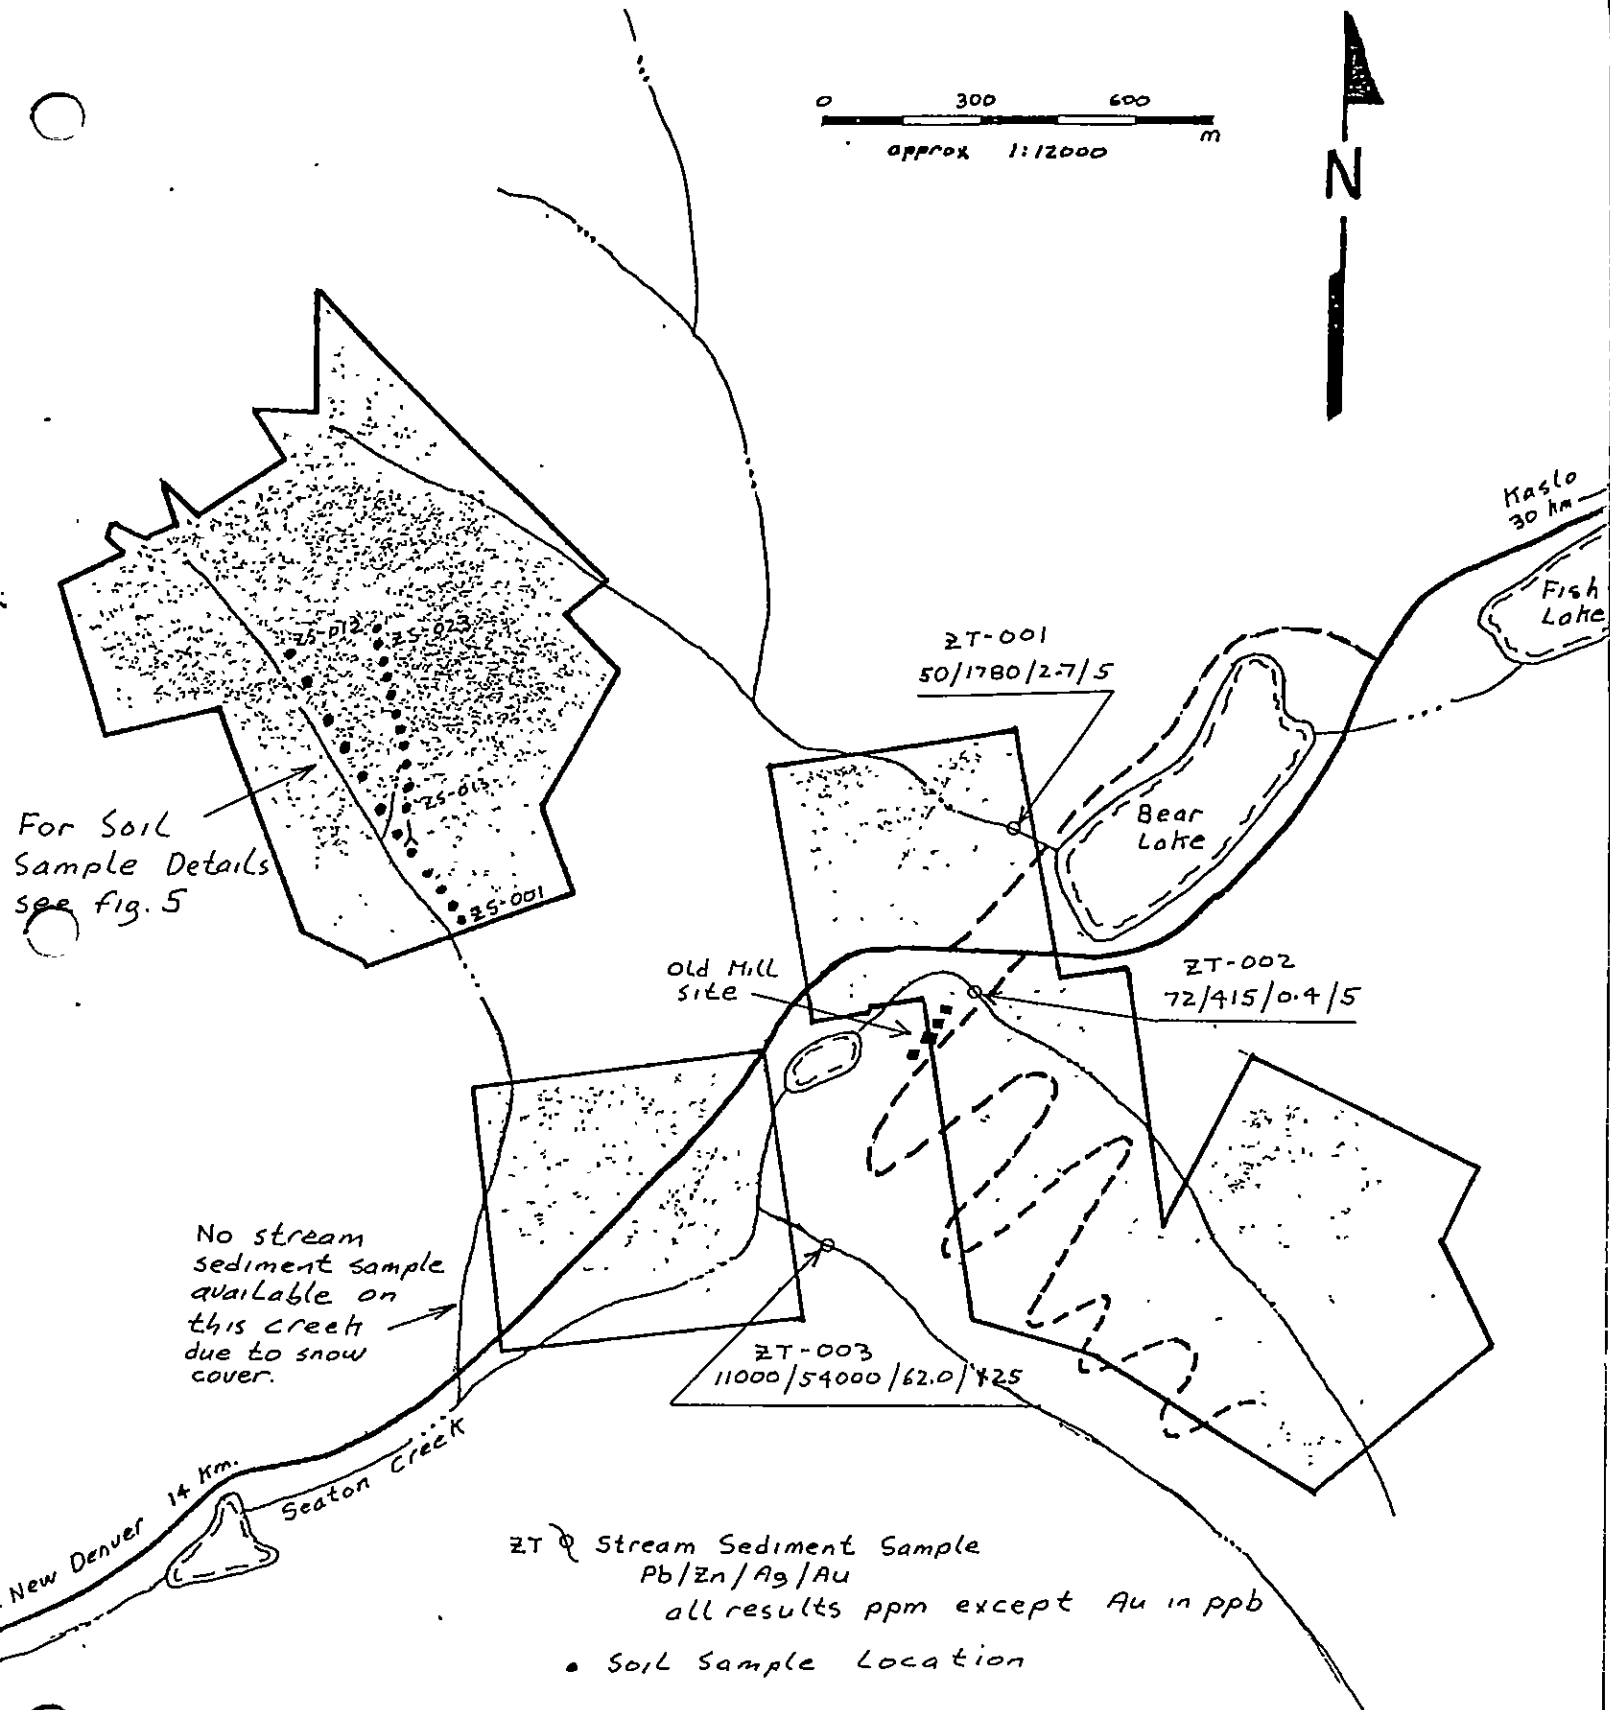 0 300 600
m
approx 1:12000
N
Kaslo
30 km
Fish
Lake
ZT-001
50/1780/2.7/5
ZS-012
ZS-023
Bear
Lake
ZS-013
For Soil
Sample Details
see fig. 5
ZS-001
Old Mill
site
ZT-002
72/415/0.4/5
No stream
sediment sample
available on
this creek
due to snow
cover.
ZT-003
11000/54000/62.0/425
Seaton Creek
New Denver 14 Km.
ZT Stream Sediment Sample
Pb/Zn/Ag/Au
all results ppm except Au in ppb
Soil Sample Location